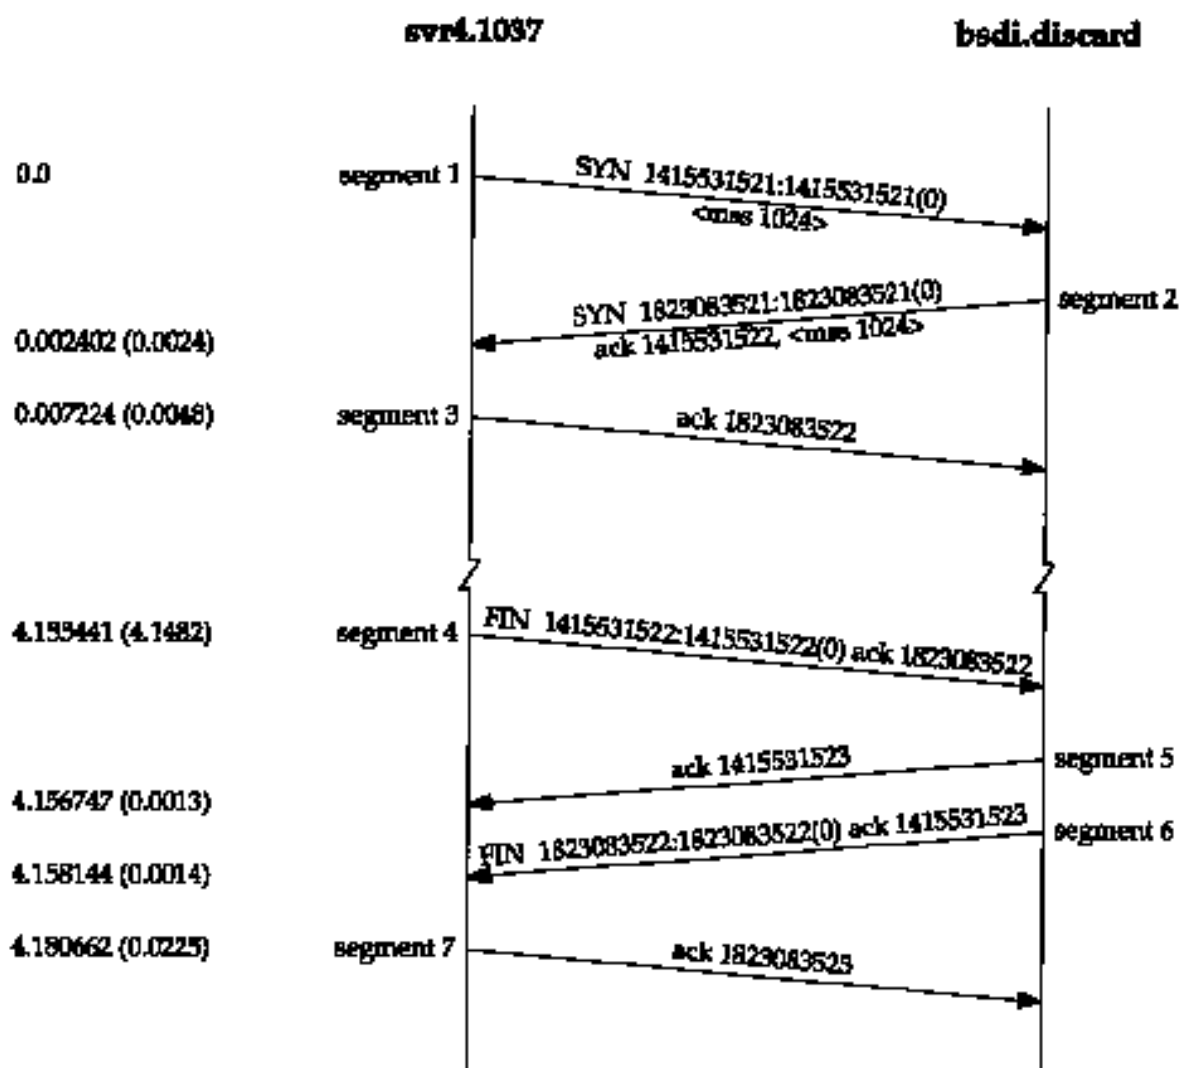 svr4.1037 bsdi.discard
0.0 segment 1 SYN 1415531521:1415531521(0)
<mss 1024>
SYN 1823083521:1823083521(0) segment 2
0.002402 (0.0024) ack 1415531522, <mss 1024>
0.007224 (0.0048) segment 3 ack 1823083522
4.155441 (4.1482) segment 4 FIN 1415531522:1415531522(0) ack 1823083522
ack 1415531523 segment 5
4.156747 (0.0013)
FIN 1823083522:1823083522(0) ack 1415531523 segment 6
4.158144 (0.0014)
4.180662 (0.0225) segment 7 ack 1823083523